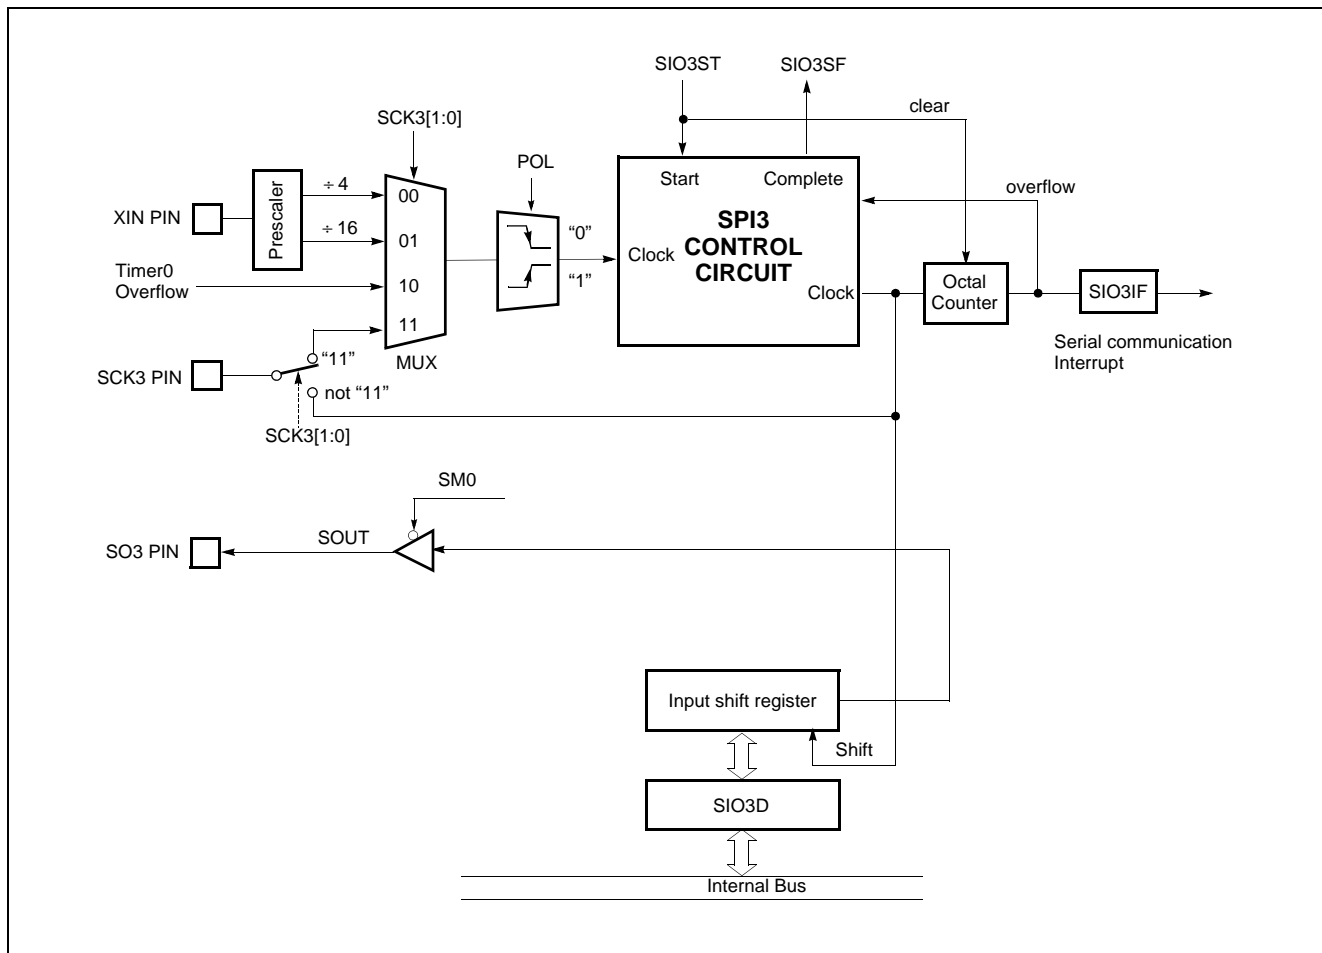 SIO3ST
SIO3SF
clear
SCK3[1:0]
POL
Start
Complete
overflow
÷ 4
00
XIN PIN
Prescaler
÷ 16
01
"0"
SPI3
CONTROL
CIRCUIT
Clock
"1"
Timer0
Overflow
10
Clock
Octal
Counter
SIO3IF
11
MUX
"11"
Serial communication
Interrupt
SCK3 PIN
not "11"
SCK3[1:0]
SM0
SOUT
SO3 PIN
Input shift register
Shift
SIO3D
Internal Bus